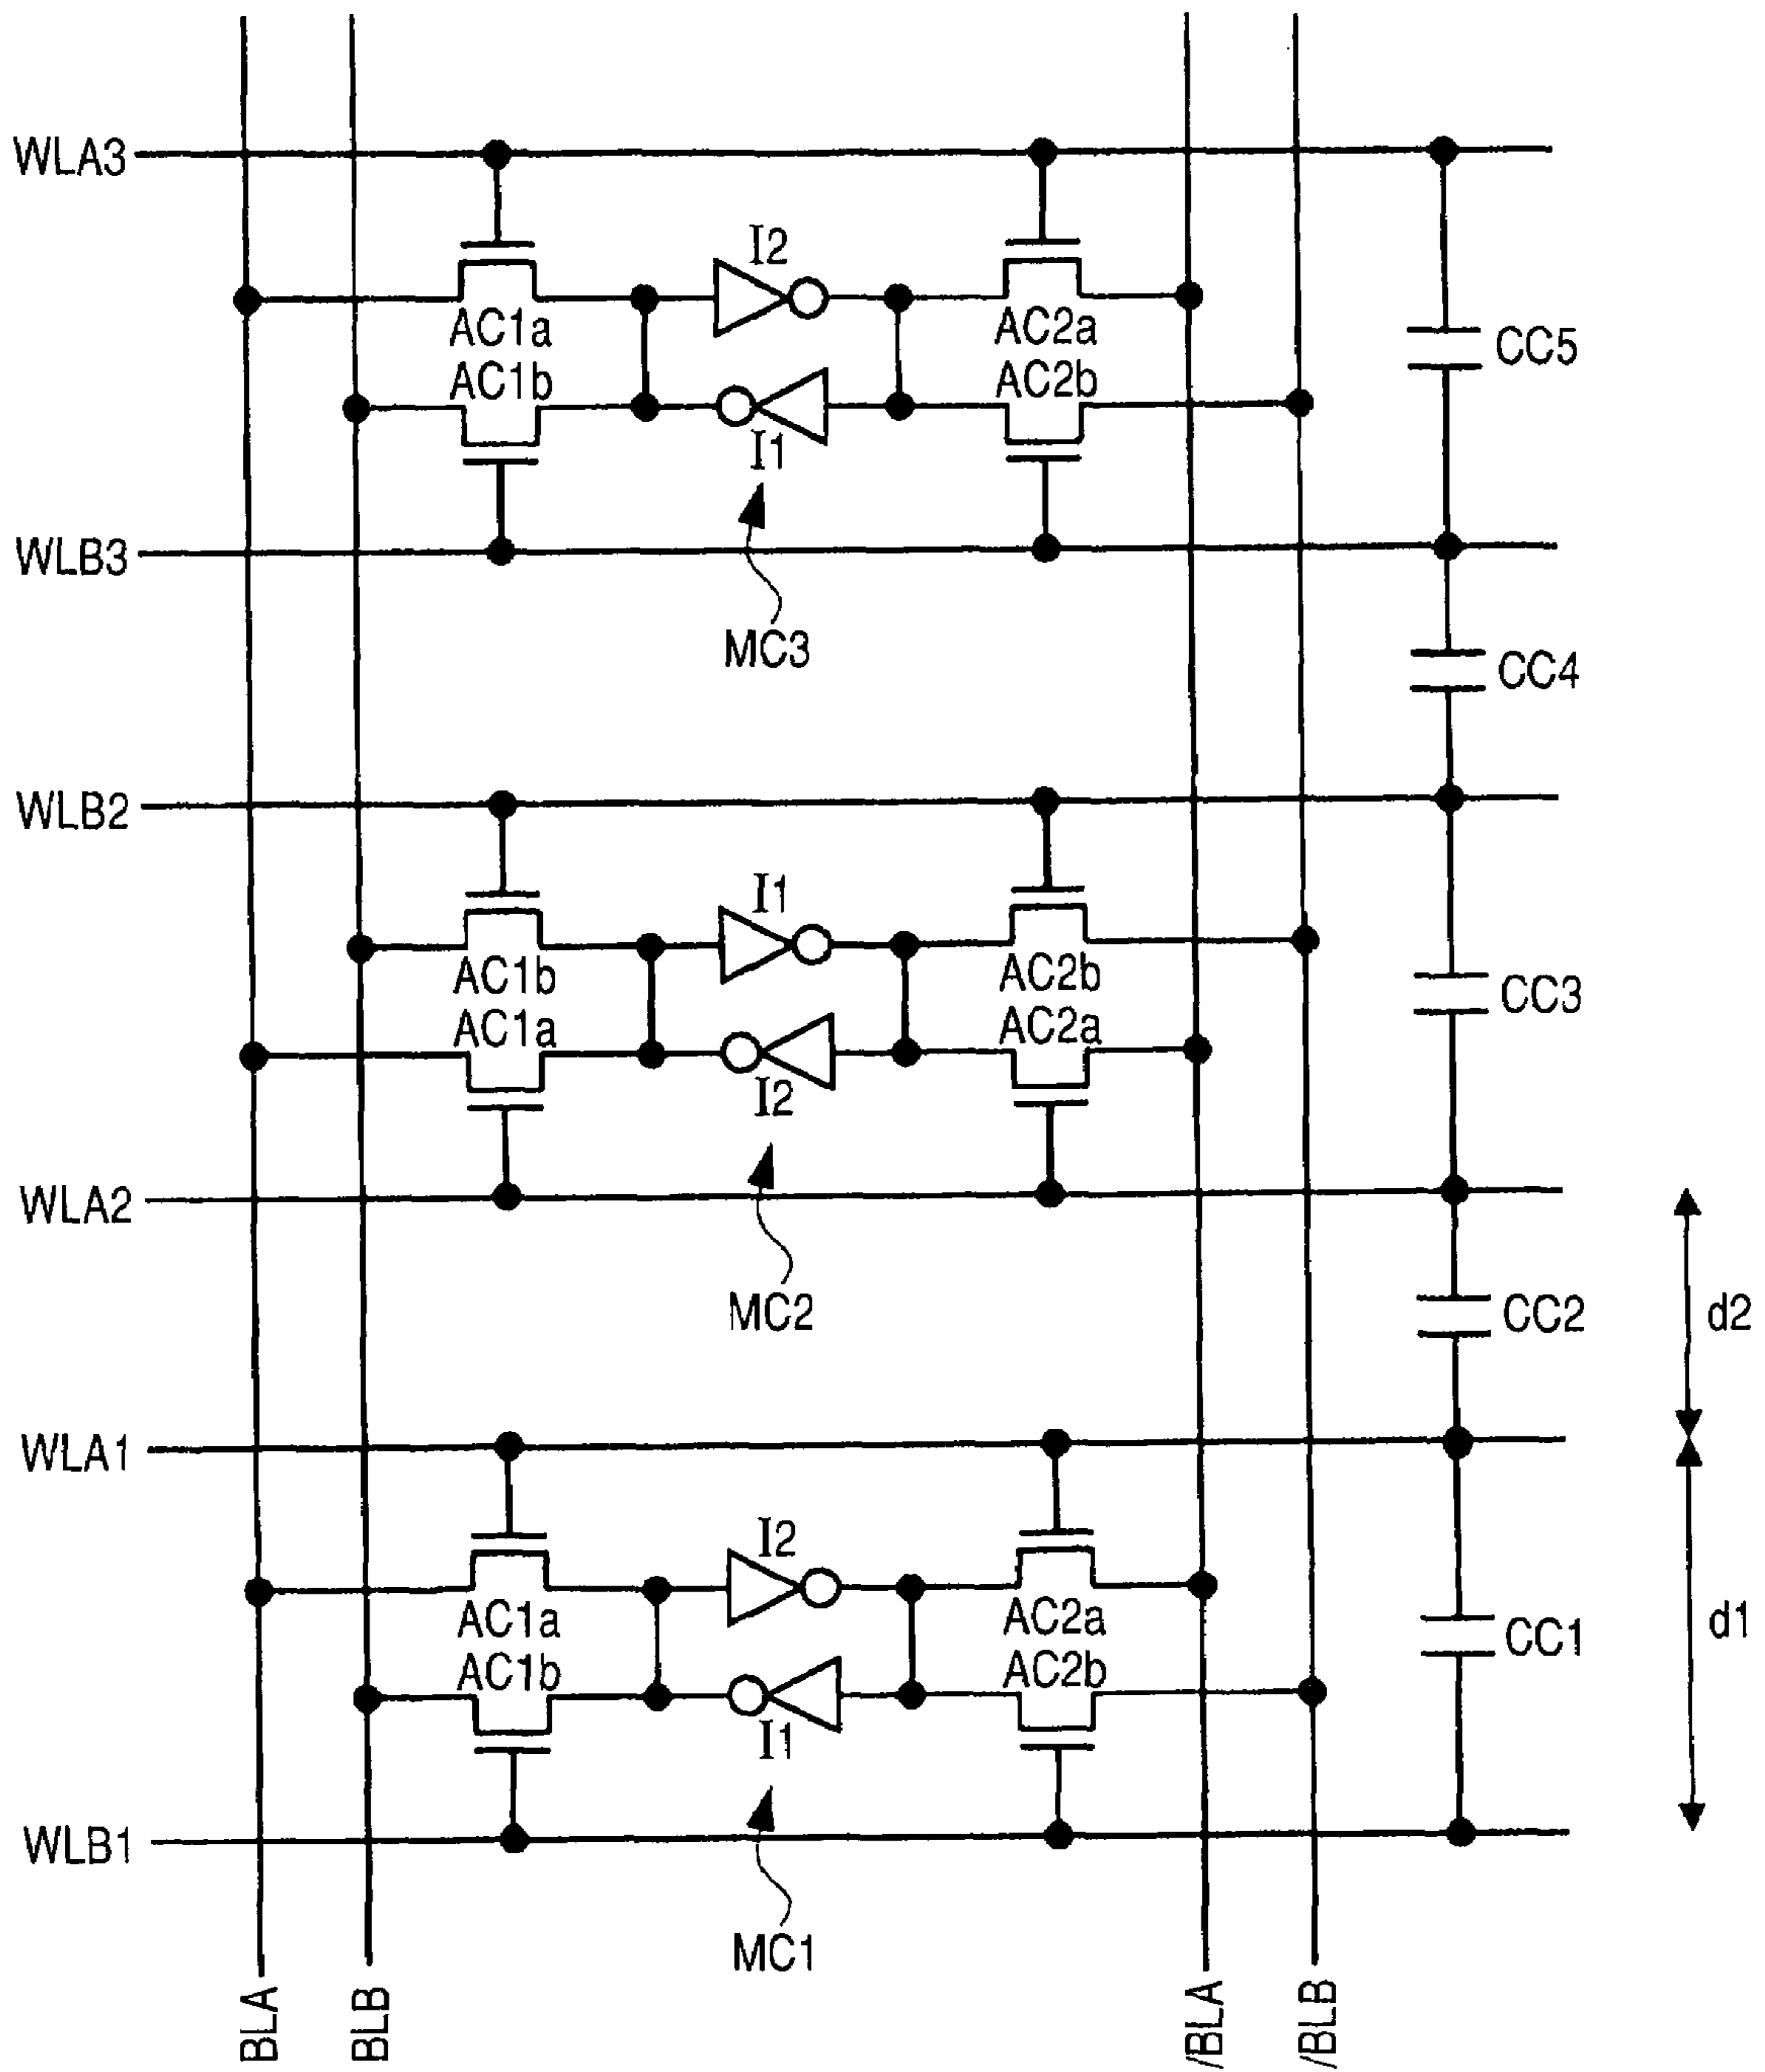 WLA3
I2
AC1a
AC2a
CC5
AC1b
AC2b
I1
WLB3
MC3
CC4
WLB2
I1
AC1b
AC2b
CC3
AC1a
AC2a
I2
WLA2
MC2
CC2
d2
WLA1
I2
AC1a
AC2a
CC1
d1
AC1b
AC2b
I1
WLB1
MC1
BLA
BLB
/BLA
/BLB